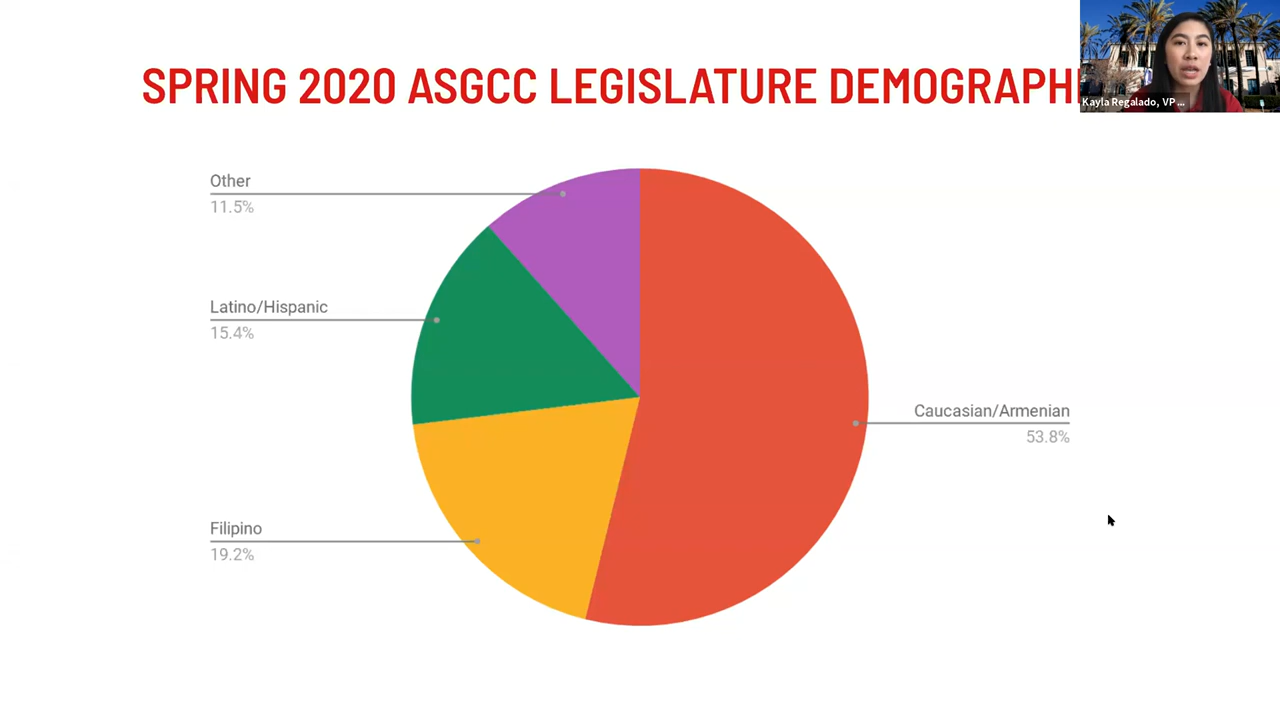 SPRING 2020 ASGCC LEGISLATURE DEMOGRAPHI
Kayla Regalado, VP ...
Other
11.5%
Latino/Hispanic
15.4%
Caucasian/Armenian
53.8%
Filipino
19.2%